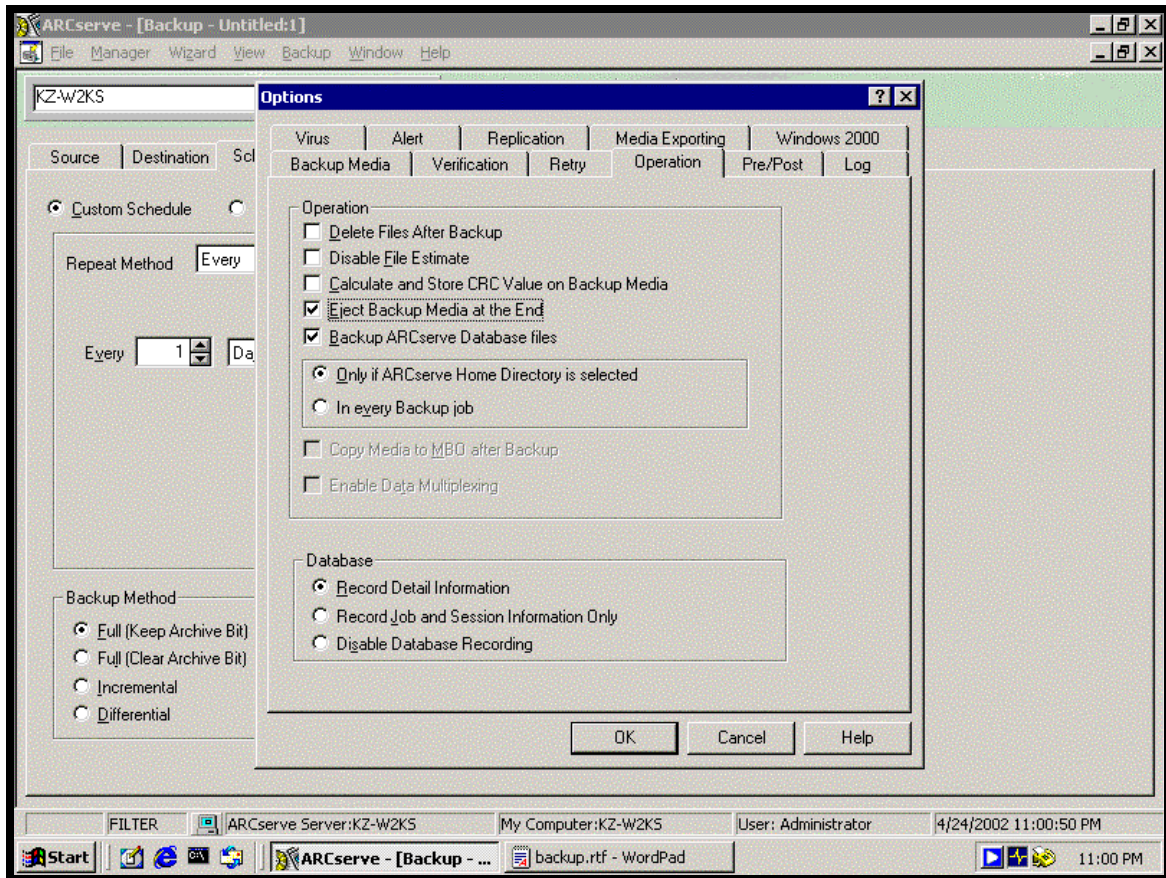 ARCserve - [Backup - Untitled:1]
File Manager Wizard View Backup Window Help
KZ-W2KS
Options
Virus Alert Replication Media Exporting Windows 2000
Backup Media Verification Retry Operation Pre/Post Log
Source Destination Scl
Custom Schedule
Repeat Method Every
Every 1 Da
Operation
Delete Files After Backup
Disable File Estimate
Calculate and Store CRC Value on Backup Media
Eject Backup Media at the End
Backup ARCserve Database files
Only if ARCserve Home Directory is selected
In every Backup job
Copy Media to MBO after Backup
Enable Data Multiplexing
Database
Record Detail Information
Record Job and Session Information Only
Disable Database Recording
Backup Method
Full (Keep Archive Bit)
Full (Clear Archive Bit)
Incremental
Differential
OK Cancel Help
FILTER ARCserve Server:KZ-W2KS My Computer:KZ-W2KS User: Administrator 4/24/2002 11:00:50 PM
Start ARCserve - [Backup - ... backup.rtf - WordPad 11:00 PM